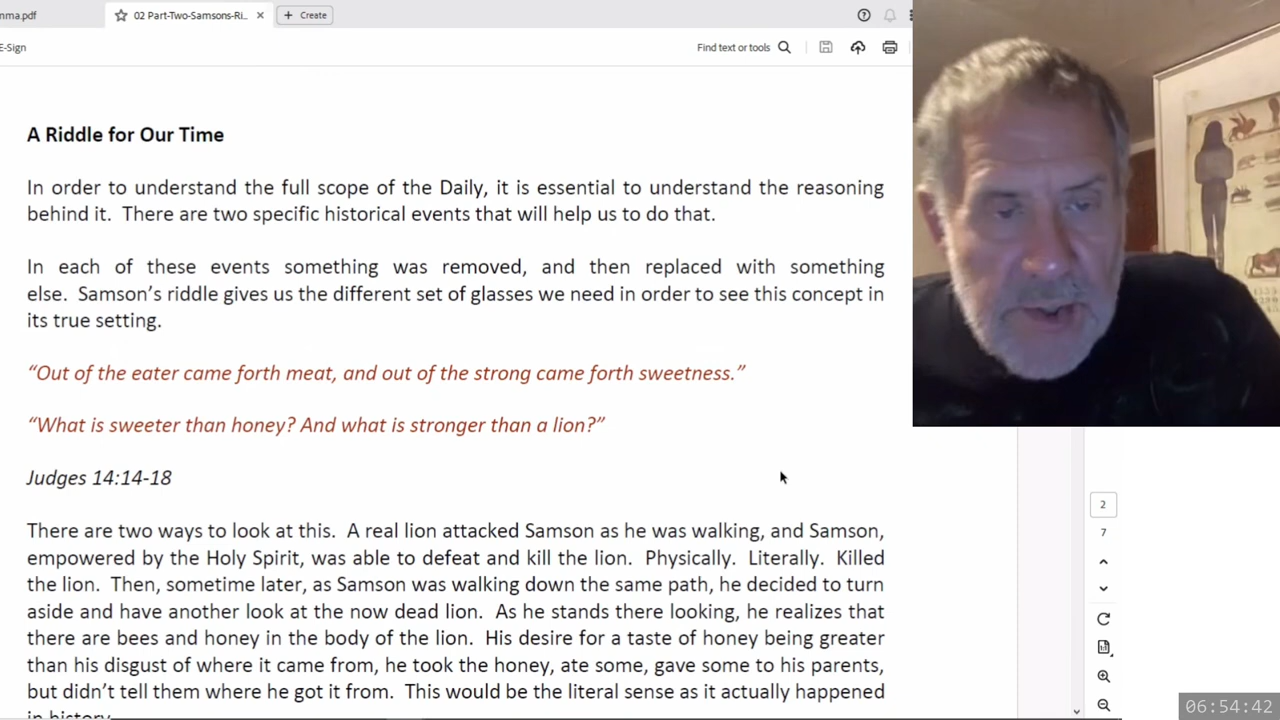 mma.pdf
02 Part-Two-Samsons-Ri...
Create
E-Sign
Find text or tools
A Riddle for Our Time
In order to understand the full scope of the Daily, it is essential to understand the reasoning
behind it. There are two specific historical events that will help us to do that.
In each of these events something was removed, and then replaced with something
else. Samson’s riddle gives us the different set of glasses we need in order to see this concept in
its true setting.
“Out of the eater came forth meat, and out of the strong came forth sweetness.”
“What is sweeter than honey? And what is stronger than a lion?”
Judges 14:14-18
There are two ways to look at this. A real lion attacked Samson as he was walking, and Samson,
empowered by the Holy Spirit, was able to defeat and kill the lion. Physically. Literally. Killed
the lion. Then, sometime later, as Samson was walking down the same path, he decided to turn
aside and have another look at the now dead lion. As he stands there looking, he realizes that
there are bees and honey in the body of the lion. His desire for a taste of honey being greater
than his disgust of where it came from, he took the honey, ate some, gave some to his parents,
but didn’t tell them where he got it from. This would be the literal sense as it actually happened
in history.
2
7
06:54:42